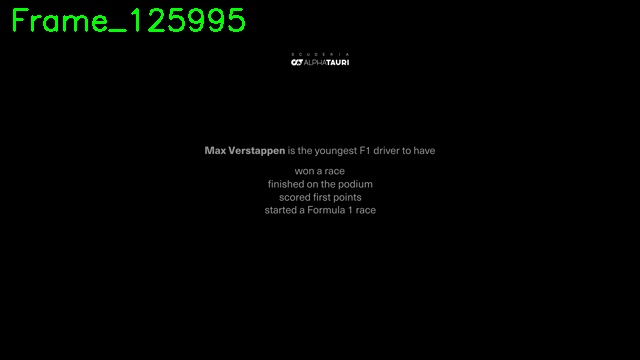 Frame_125995
SCUDERIA
ALPHATAURI
Max Verstappen is the youngest F1 driver to have
won a race
finished on the podium
scored first points
started a Formula 1 race